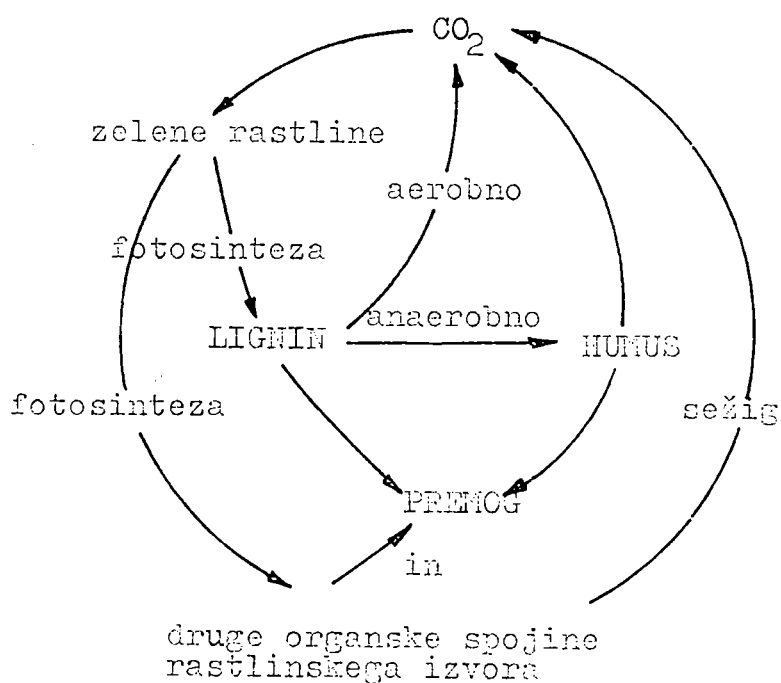 CO2
zelene rastline
aerobno
fotosinteza
anaerobno
LIGNIN
HUMUS
fotosinteza
sežig
PREMOG
in
druge organske spojine
rastlinskega izvora